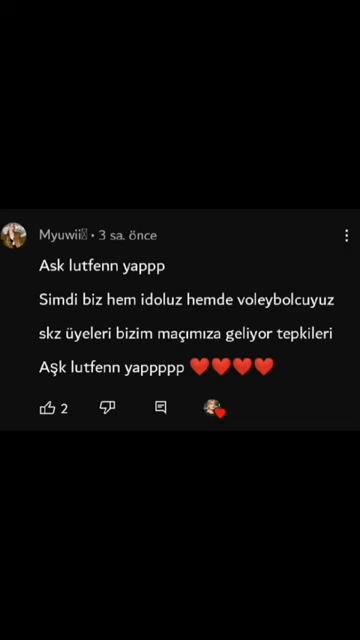 Myuwii • 3 sa. önce
Ask lutfenn yappp
Simdi biz hem idoluz hemde voleybolcuyuz
skz üyeleri bizim maçımıza geliyor tepkileri
Aşk lutfenn yappppp ❤️❤️❤️❤️
2